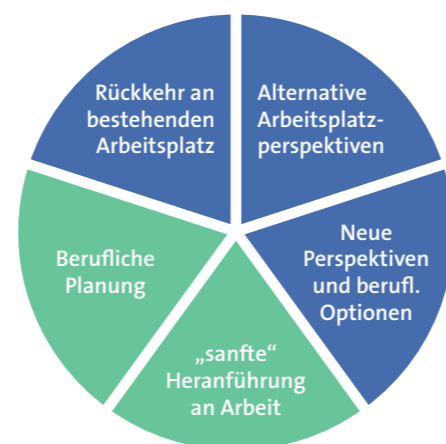 Rückkehr an
bestehenden
Arbeitsplatz
Alternative
Arbeitsplatz-
perspektiven
Neue
Perspektiven
und berufl.
Optionen
„sanfte“
Heranführung
an Arbeit
Berufliche
Planung